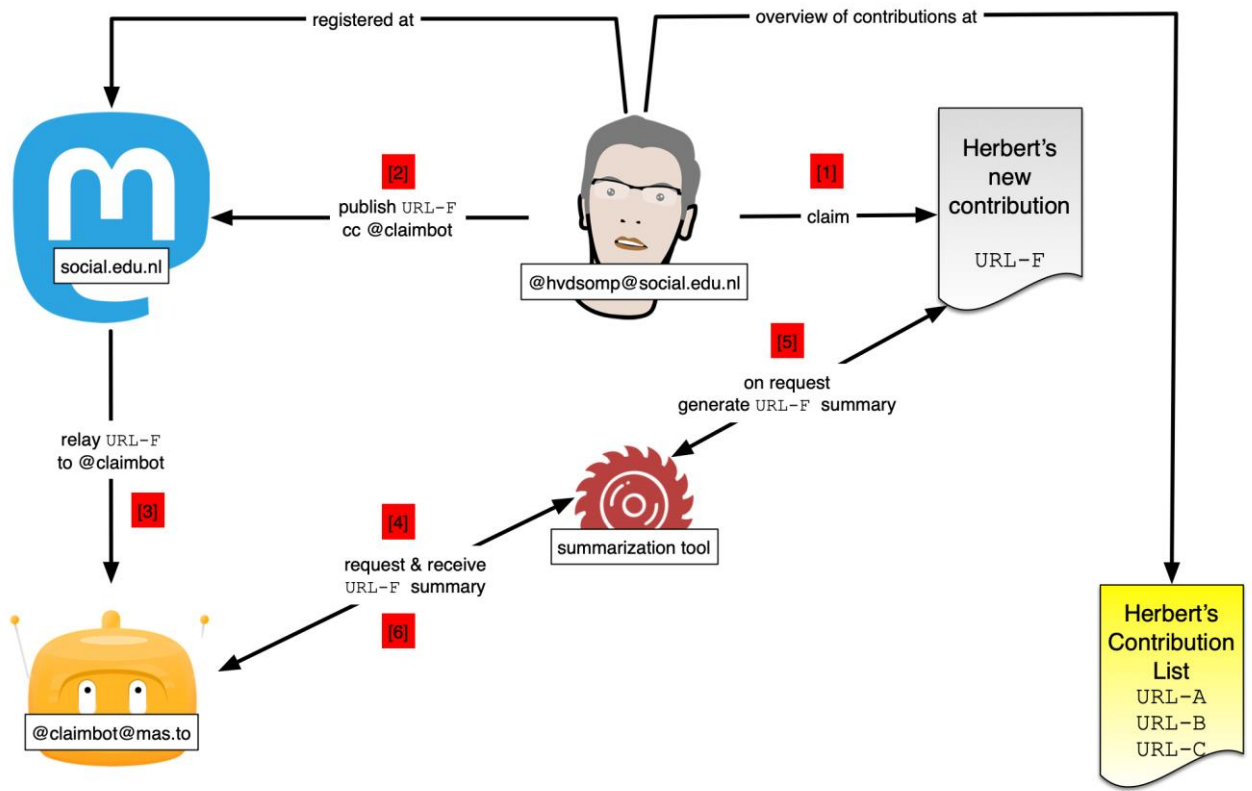 registered at
overview of contributions at
[2]
publish URL-F
cc @claimbot
[1]
claim
Herbert's
new
contribution
URL-F
social.edu.nl
@hvdsomp@social.edu.nl
[5]
on request
generate URL-F summary
relay URL-F
to @claimbot
[3]
[4]
request & receive
URL-F summary
[6]
summarization tool
@claimbot@mas.to
Herbert's
Contribution
List
URL-A
URL-B
URL-C